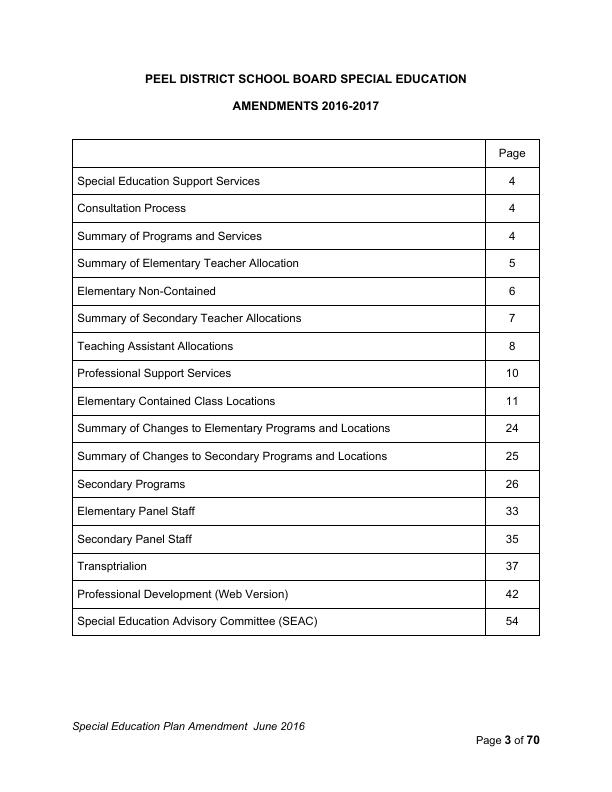 PEEL DISTRICT SCHOOL BOARD SPECIAL EDUCATION
AMENDMENTS 2016-2017
Page
Special Education Support Services 4
Consultation Process 4
Summary of Programs and Services 4
Summary of Elementary Teacher Allocation 5
Elementary Non-Contained 6
Summary of Secondary Teacher Allocations 7
Teaching Assistant Allocations 8
Professional Support Services 10
Elementary Contained Class Locations 11
Summary of Changes to Elementary Programs and Locations 24
Summary of Changes to Secondary Programs and Locations 25
Secondary Programs 26
Elementary Panel Staff 33
Secondary Panel Staff 35
Transptrialion 37
Professional Development (Web Version) 42
Special Education Advisory Committee (SEAC) 54
Special Education Plan Amendment  June 2016
Page 3 of 70